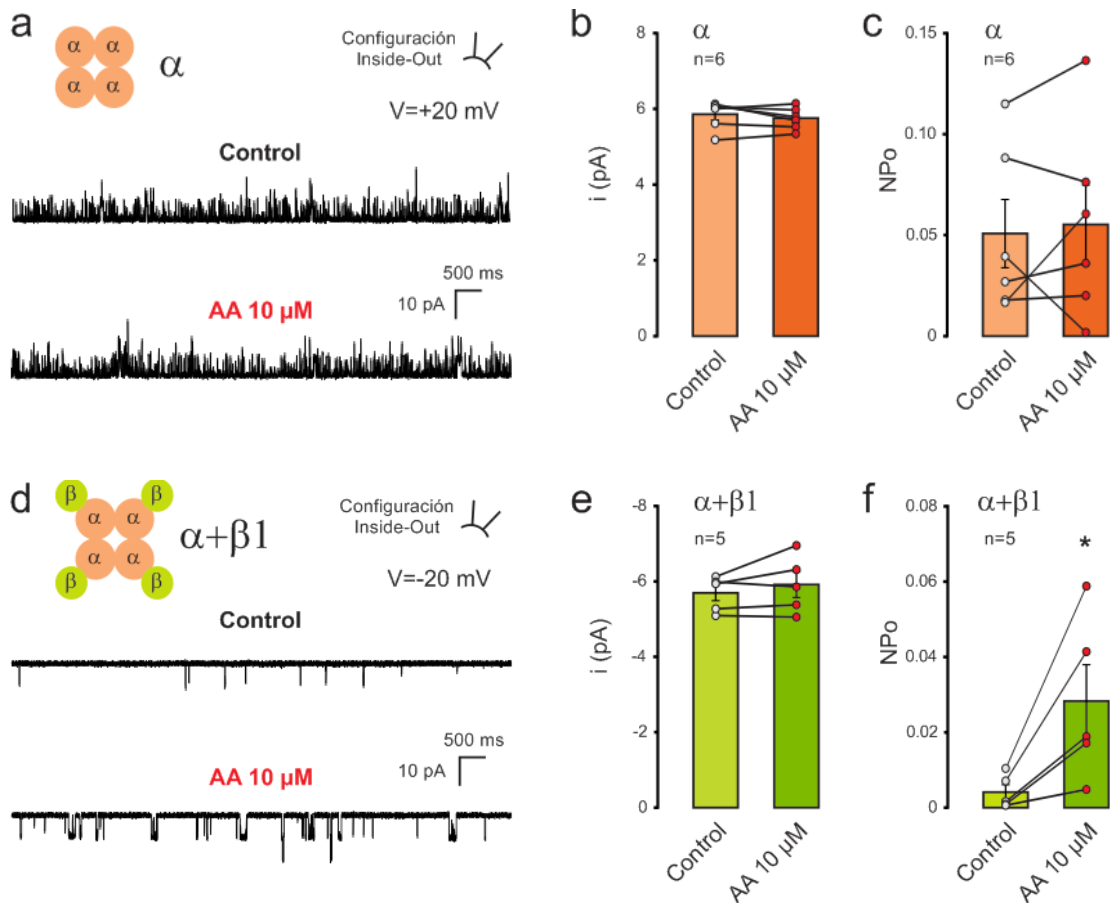 a
α α
α α
α
Configuración
Inside-Out
V=+20 mV
Control
500 ms
10 pA
AA 10 µM
b
α
n=6
i (pA)
8
6
4
2
0
Control
AA 10 µM
c
α
n=6
NPo
0.15
0.10
0.05
0
Control
AA 10 µM
d
β β
α α
α α
β β
α+β1
Configuración
Inside-Out
V=-20 mV
Control
500 ms
10 pA
AA 10 µM
e
α+β1
n=5
i (pA)
-8
-6
-4
-2
0
Control
AA 10 µM
f
α+β1
n=5
*
NPo
0.08
0.06
0.04
0.02
0
Control
AA 10 µM